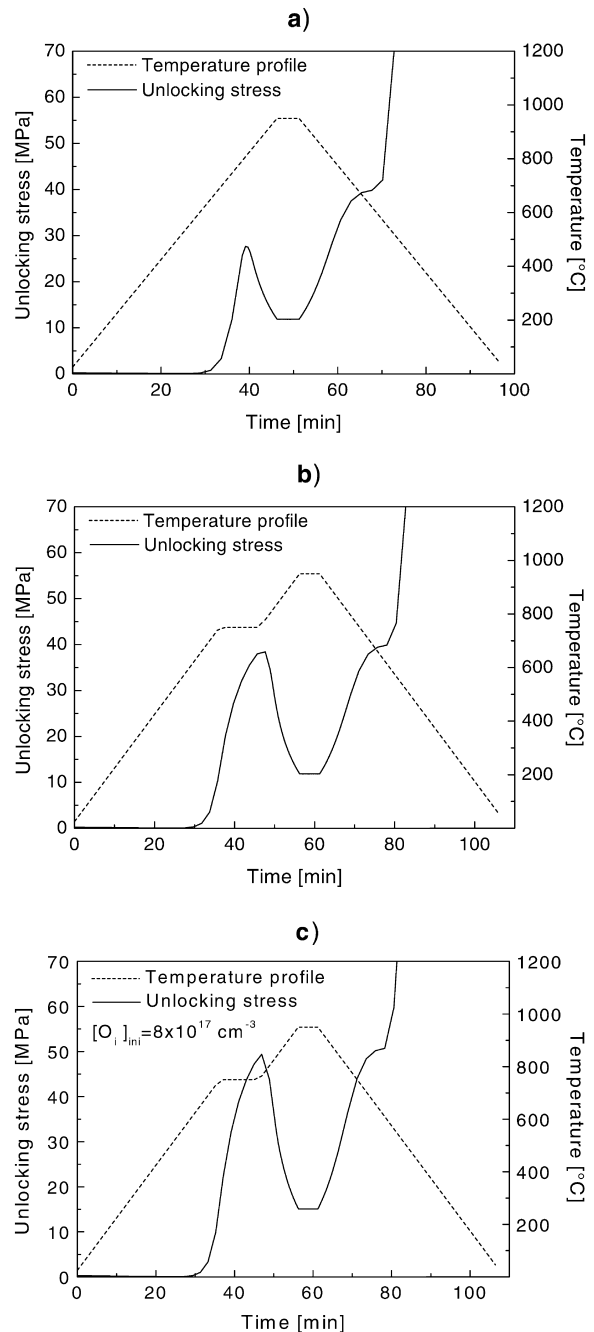 a)
70
60
50
40
30
20
10
0
Unlocking stress [MPa]
Temperature profile
Unlocking stress
1200
1000
800
600
400
200
Temperature [°C]
0 20 40 60 80 100
Time [min]
b)
70
60
50
40
30
20
10
0
Unlocking stress [MPa]
Temperature profile
Unlocking stress
1200
1000
800
600
400
200
Temperature [°C]
0 20 40 60 80 100
Time [min]
c)
70
60
50
40
30
20
10
0
Unlocking stress [MPa]
Temperature profile
Unlocking stress
[O_i]_ini=8x10^17 cm^-3
1200
1000
800
600
400
200
Temperature [°C]
0 20 40 60 80 100
Time [min]